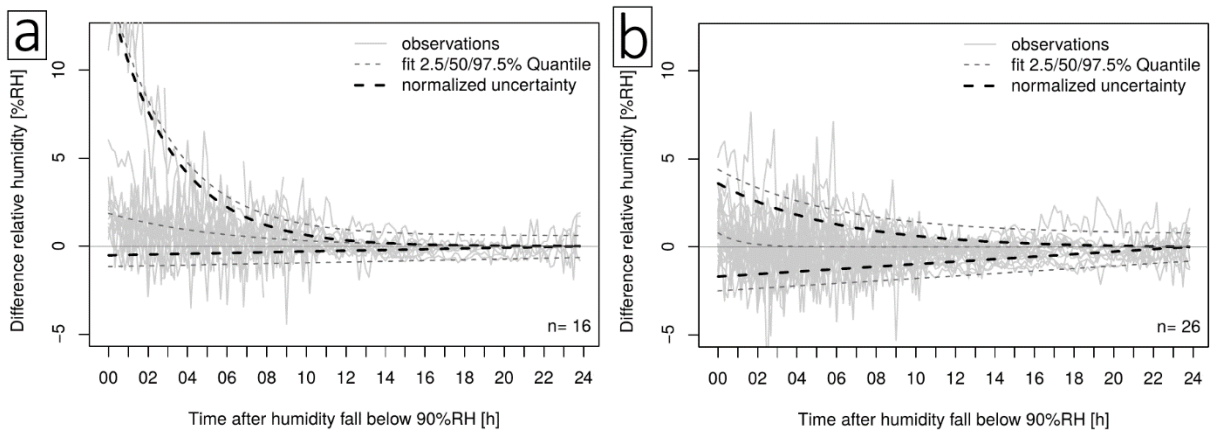 a
Difference relative humidity [%RH]
10
5
0
−5
observations
fit 2.5/50/97.5% Quantile
normalized uncertainty
n= 16
00 02 04 06 08 10 12 14 16 18 20 22 24
Time after humidity fall below 90%RH [h]
b
Difference relative humidity [%RH]
10
5
0
−5
observations
fit 2.5/50/97.5% Quantile
normalized uncertainty
n= 26
00 02 04 06 08 10 12 14 16 18 20 22 24
Time after humidity fall below 90%RH [h]